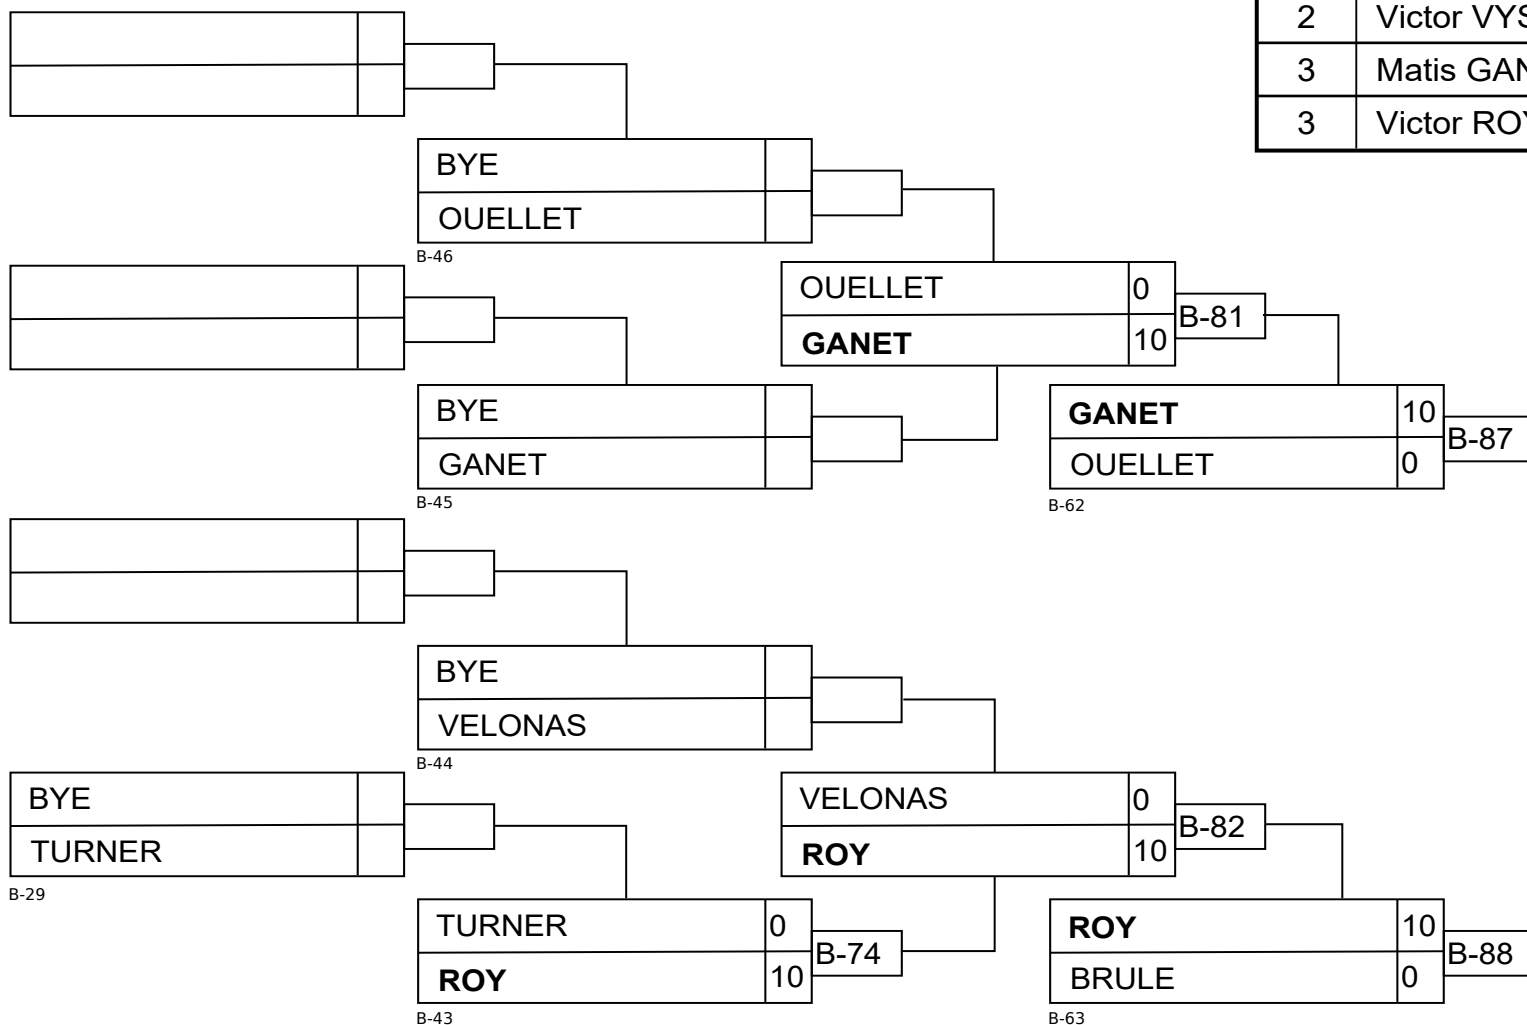 2 Victor VYS
3 Matis GAN
3 Victor ROY
BYE
OUELLET
B-46
OUELLET 0
GANET 10
B-81
BYE
GANET
B-45
GANET 10
OUELLET 0
B-87
B-62
BYE
VELONAS
B-44
BYE
TURNER
B-29
VELONAS 0
ROY 10
B-82
TURNER 0
ROY 10
B-74
B-43
ROY 10
BRULE 0
B-88
B-63